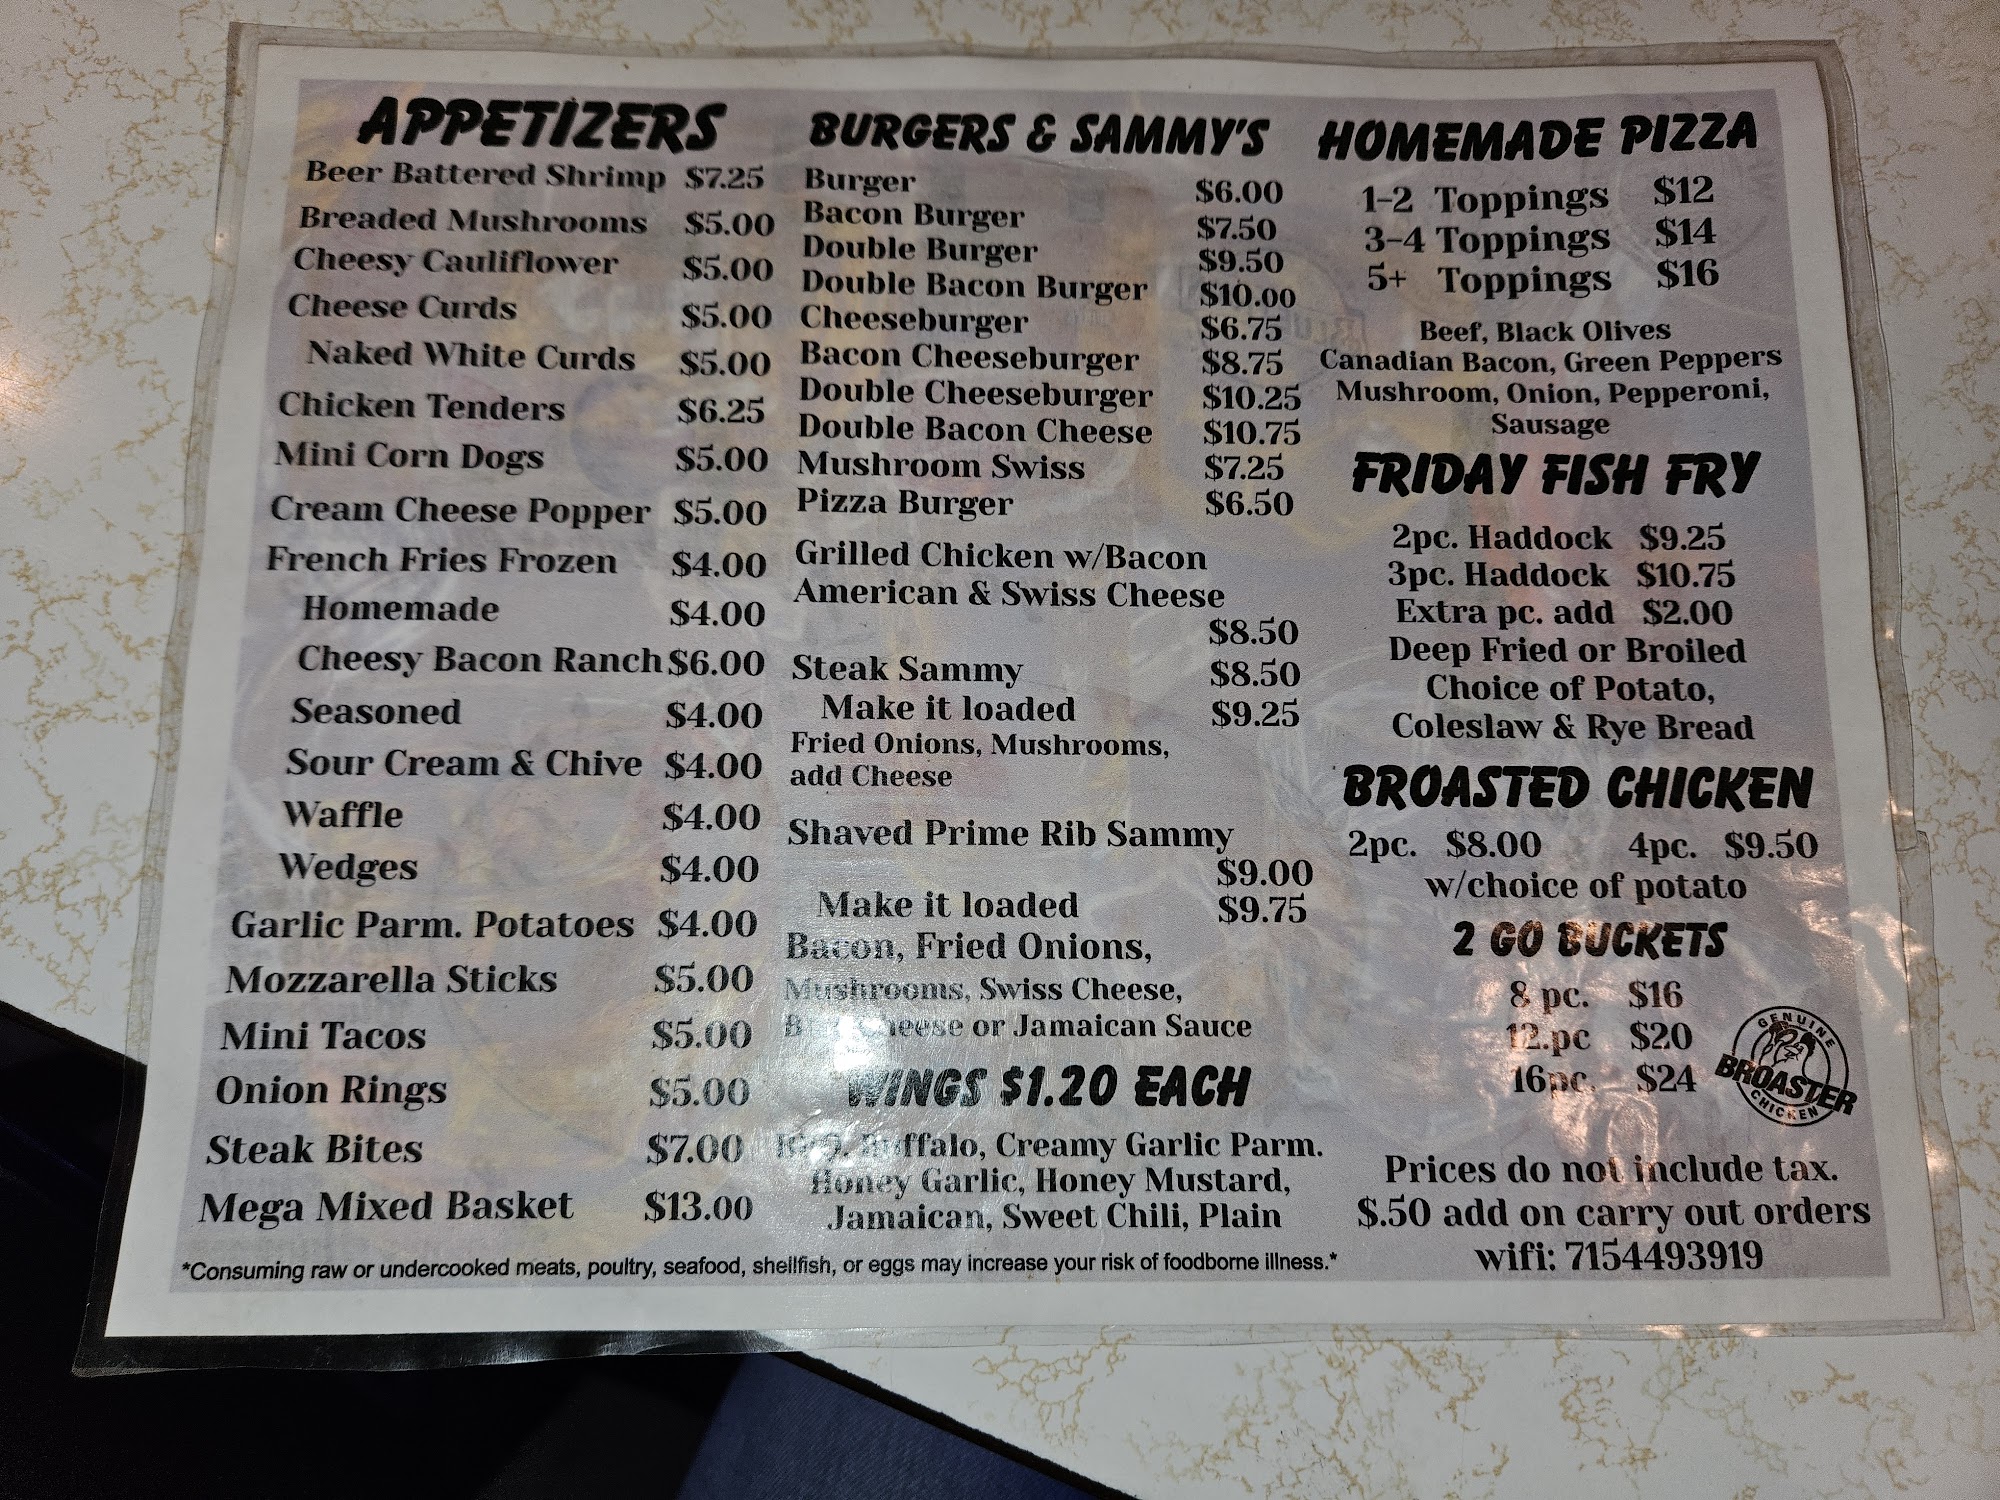 APPETIZERS
Beer Battered Shrimp $7.25
Breaded Mushrooms $5.00
Cheesy Cauliflower $5.00
Cheese Curds $5.00
Naked White Curds $5.00
Chicken Tenders $6.25
Mini Corn Dogs $5.00
Cream Cheese Popper $5.00
French Fries Frozen $4.00
Homemade $4.00
Cheesy Bacon Ranch $6.00
Seasoned $4.00
Sour Cream & Chive $4.00
Waffle $4.00
Wedges $4.00
Garlic Parm. Potatoes $4.00
Mozzarella Sticks $5.00
Mini Tacos $5.00
Onion Rings $5.00
Steak Bites $7.00
Mega Mixed Basket $13.00
BURGERS & SAMMY'S
Burger $6.00
Bacon Burger $7.50
Double Burger $9.50
Double Bacon Burger $10.00
Cheeseburger $6.75
Bacon Cheeseburger $8.75
Double Cheeseburger $10.25
Double Bacon Cheese $10.75
Mushroom Swiss $7.25
Pizza Burger $6.50
Grilled Chicken w/Bacon
American & Swiss Cheese
$8.50
Steak Sammy $8.50
Make it loaded $9.25
Fried Onions, Mushrooms,
add Cheese
Shaved Prime Rib Sammy
$9.00
Make it loaded $9.75
Bacon, Fried Onions,
Mushrooms, Swiss Cheese,
Cheese or Jamaican Sauce
WINGS $1.20 EACH
Buffalo, Creamy Garlic Parm.
Honey Garlic, Honey Mustard,
Jamaican, Sweet Chili, Plain
HOMEMADE PIZZA
1-2 Toppings $12
3-4 Toppings $14
5+ Toppings $16
Beef, Black Olives
Canadian Bacon, Green Peppers
Mushroom, Onion, Pepperoni,
Sausage
FRIDAY FISH FRY
2pc. Haddock $9.25
3pc. Haddock $10.75
Extra pc. add $2.00
Deep Fried or Broiled
Choice of Potato,
Coleslaw & Rye Bread
BROASTED CHICKEN
2pc. $8.00 4pc. $9.50
w/choice of potato
2 GO BUCKETS
8 pc. $16
12.pc $20
16pc. $24
GENUINE
BROASTER
CHICKEN
Prices do not include tax.
$.50 add on carry out orders
wifi: 7154493919
*Consuming raw or undercooked meats, poultry, seafood, shellfish, or eggs may increase your risk of foodborne illness.*